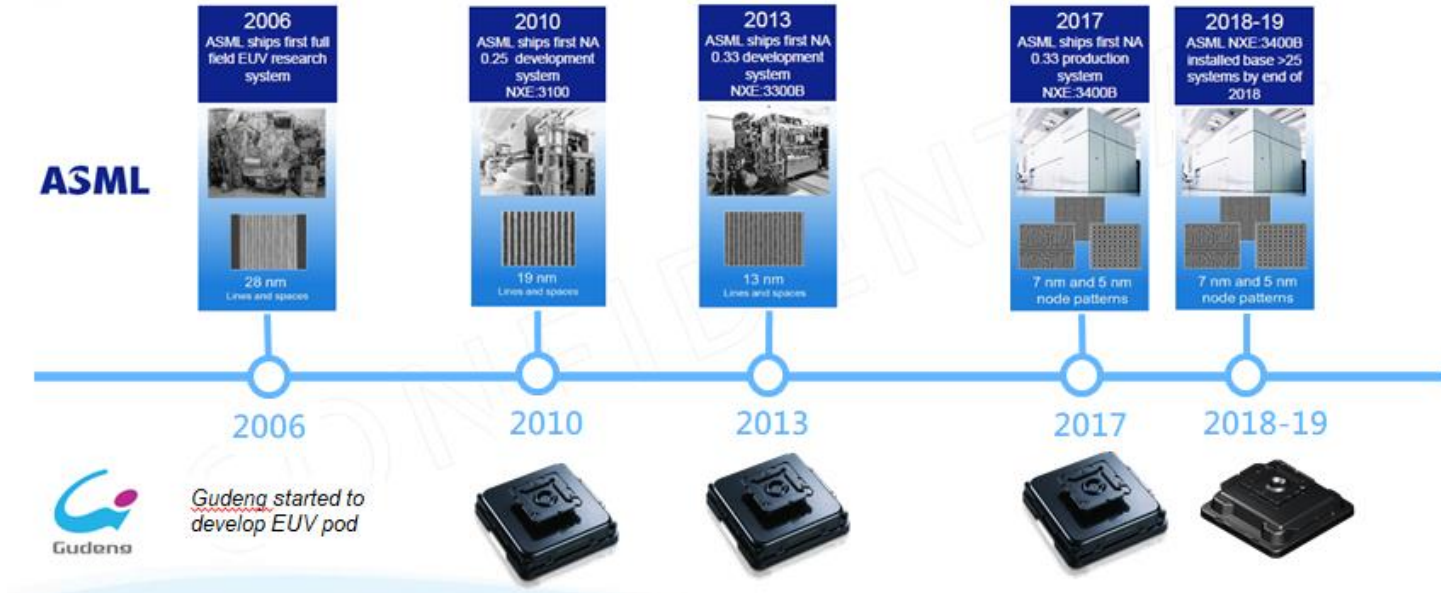 2006
ASML ships first full
field EUV research
system
2010
ASML ships first NA
0.25 development
system
NXE:3100
2013
ASML ships first NA
0.33 development
system
NXE:3300B
2017
ASML ships first NA
0.33 production
system
NXE:3400B
2018-19
ASML NXE:3400B
installed base >25
systems by end of
2018
ASML
28 nm
Lines and spaces
19 nm
Lines and spaces
13 nm
Lines and spaces
7 nm and 5 nm
node patterns
7 nm and 5 nm
node patterns
CONFIDENTIAL
2006
2010
2013
2017
2018-19
Gudeng
Gudeng started to
develop EUV pod